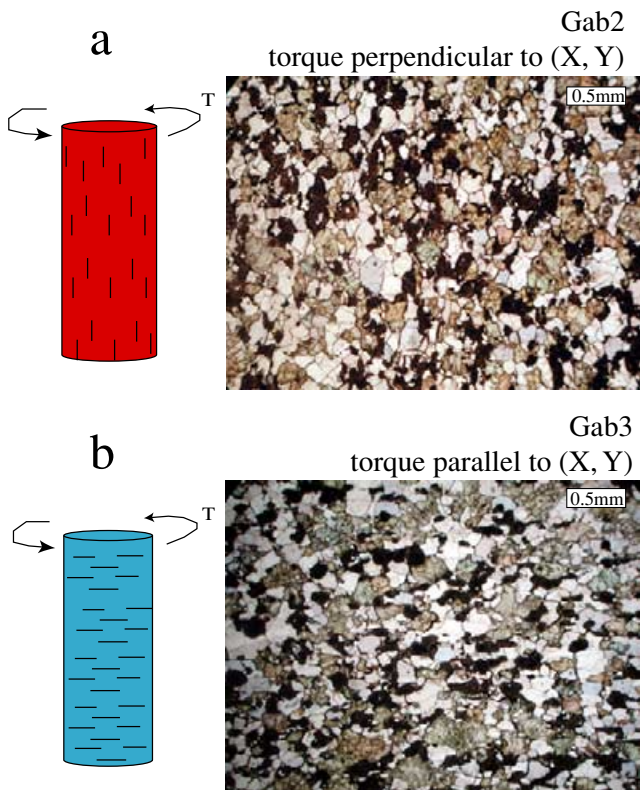 a
Gab2
torque perpendicular to (X, Y)
T
0.5mm
b
Gab3
torque parallel to (X, Y)
T
0.5mm